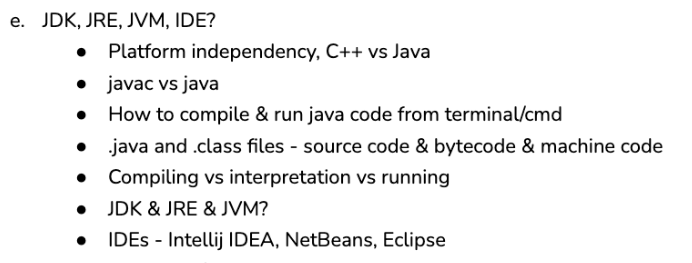 e. JDK, JRE, JVM, IDE?
● Platform independency, C++ vs Java
● javac vs java
● How to compile & run java code from terminal/cmd
● .java and .class files - source code & bytecode & machine code
● Compiling vs interpretation vs running
● JDK & JRE & JVM?
● IDEs - Intellij IDEA, NetBeans, Eclipse